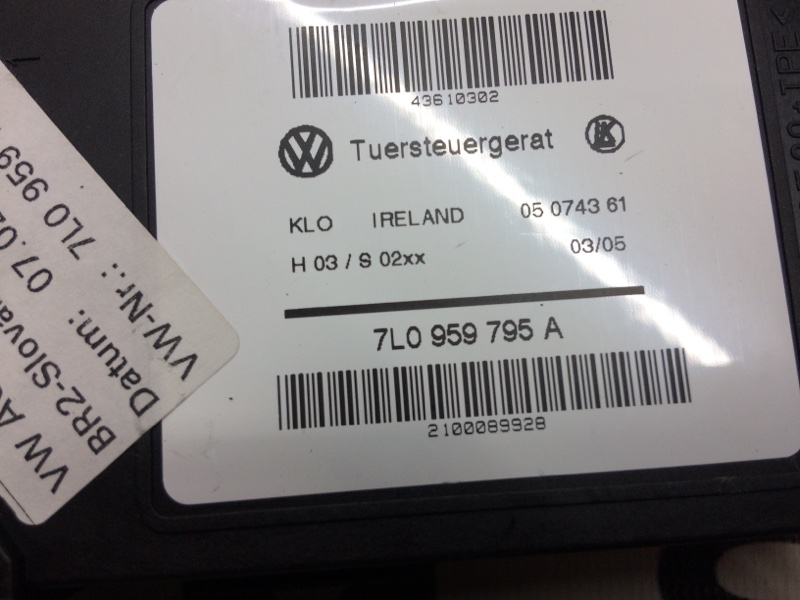 43610302
Tuersteuergerat
KLO IRELAND 05 0743 61
H 03 / S 02xx 03/05
7L0 959 795 A
2100089928
VW-Nr.: 7L0 959
Datum: 07.02
BR2-Slova
VW A